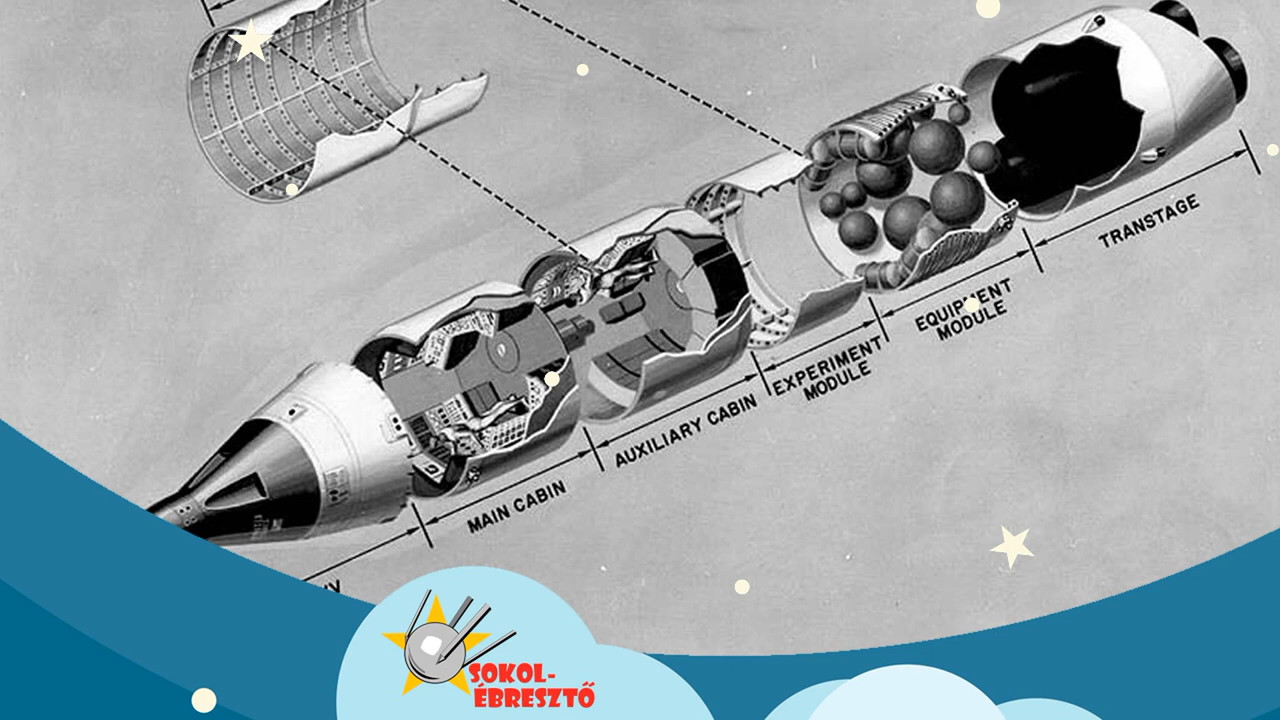 TRANSTAGE
EQUIPMENT
MODULE
EXPERIMENT
MODULE
AUXILIARY CABIN
MAIN CABIN
SOKOL-
ÉBRESZTŐ